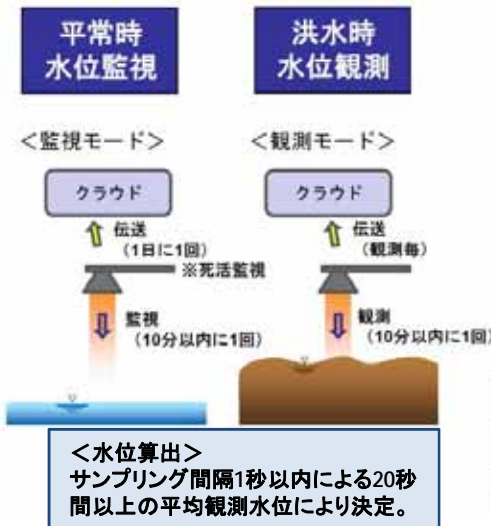 平常時
水位監視
洪水時
水位観測
＜監視モード＞
＜観測モード＞
クラウド
クラウド
伝送
（1日に1回）
※死活監視
伝送
（観測毎）
監視
（10分以内に1回）
観測
（10分以内に1回）
＜水位算出＞
サンプリング間隔1秒以内による20秒
間以上の平均観測水位により決定。